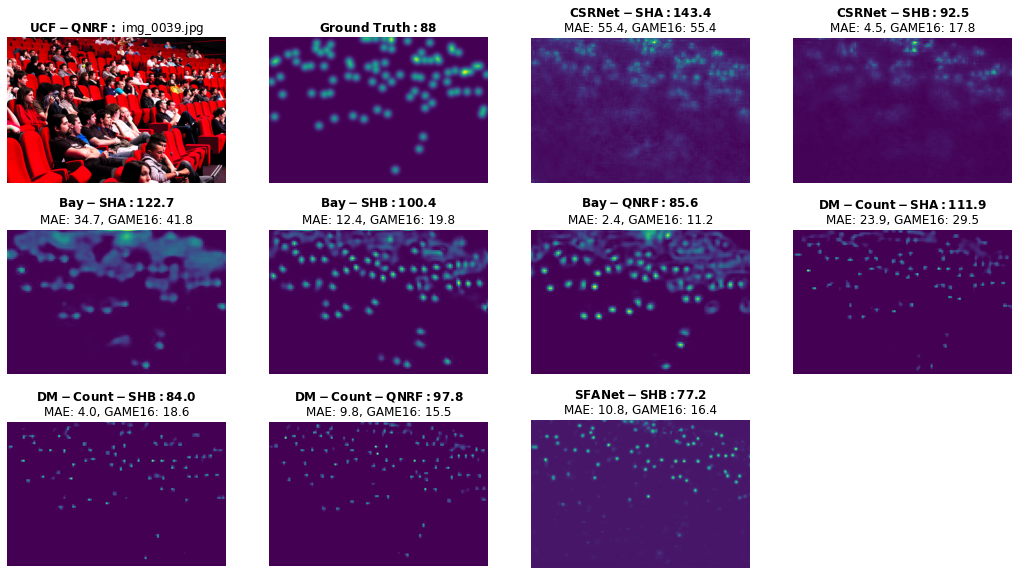 UCF − QNRF : img_0039.jpg
Ground Truth : 88
CSRNet − SHA : 143.4
MAE: 55.4, GAME16: 55.4
CSRNet − SHB : 92.5
MAE: 4.5, GAME16: 17.8
Bay − SHA : 122.7
MAE: 34.7, GAME16: 41.8
Bay − SHB : 100.4
MAE: 12.4, GAME16: 19.8
Bay − QNRF : 85.6
MAE: 2.4, GAME16: 11.2
DM − Count − SHA : 111.9
MAE: 23.9, GAME16: 29.5
DM − Count − SHB : 84.0
MAE: 4.0, GAME16: 18.6
DM − Count − QNRF : 97.8
MAE: 9.8, GAME16: 15.5
SFANet − SHB : 77.2
MAE: 10.8, GAME16: 16.4